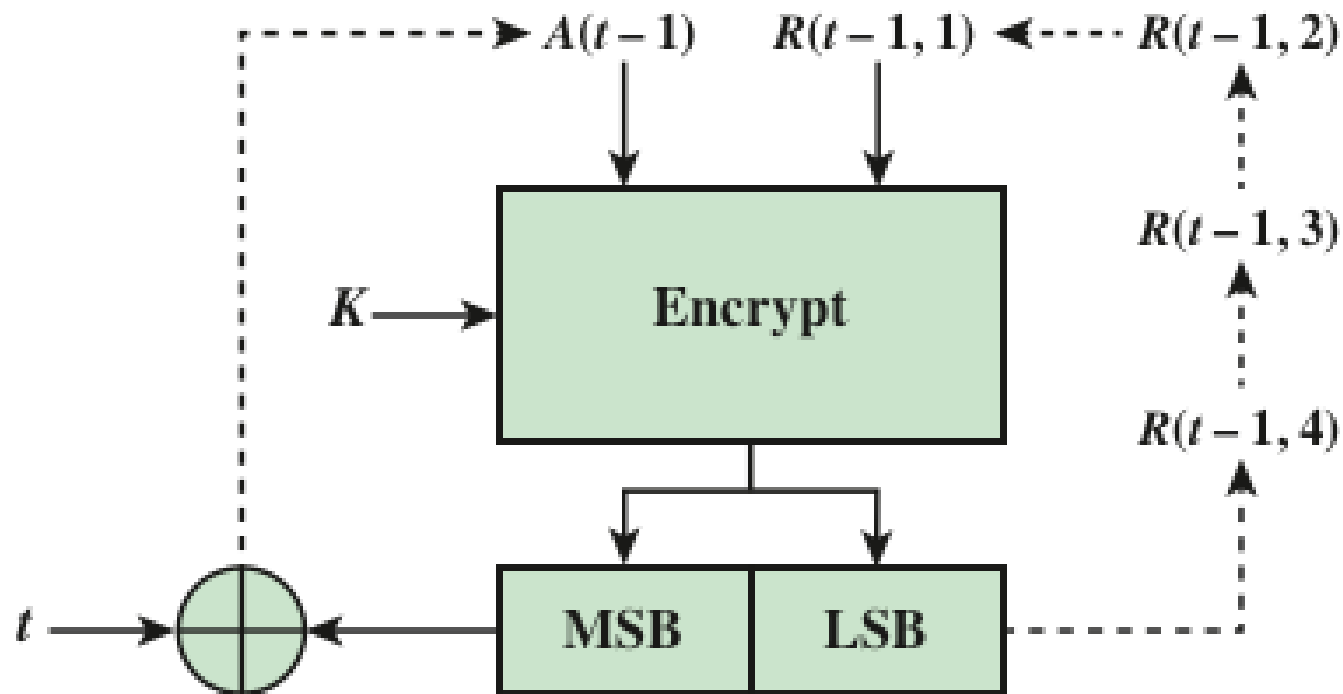 A(t – 1) R(t – 1, 1) R(t – 1, 2)
R(t – 1, 3)
K Encrypt
R(t – 1, 4)
t MSB LSB